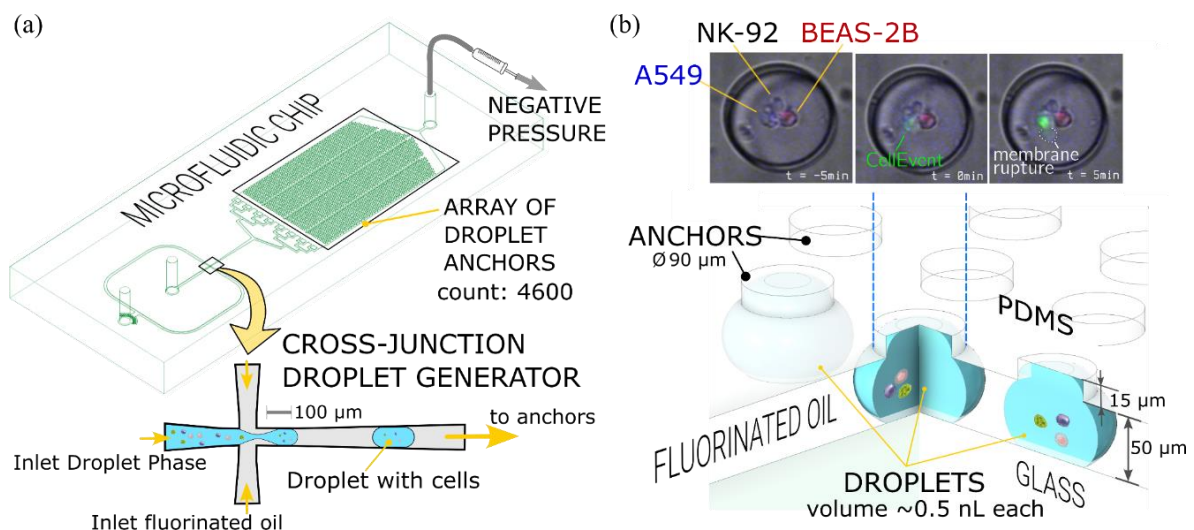 (a)
MICROFLUIDIC CHIP
NEGATIVE
PRESSURE
ARRAY OF
DROPLET
ANCHORS
count: 4600
CROSS-JUNCTION
DROPLET GENERATOR
100 µm
to anchors
Inlet Droplet Phase
Droplet with cells
Inlet fluorinated oil
(b)
NK-92
BEAS-2B
A549
CellEvent
membrane
rupture
t = -5min
t = 0min
t = 5min
ANCHORS
Ø 90 µm
PDMS
15 µm
50 µm
FLUORINATED OIL
GLASS
DROPLETS
volume ~0.5 nL each